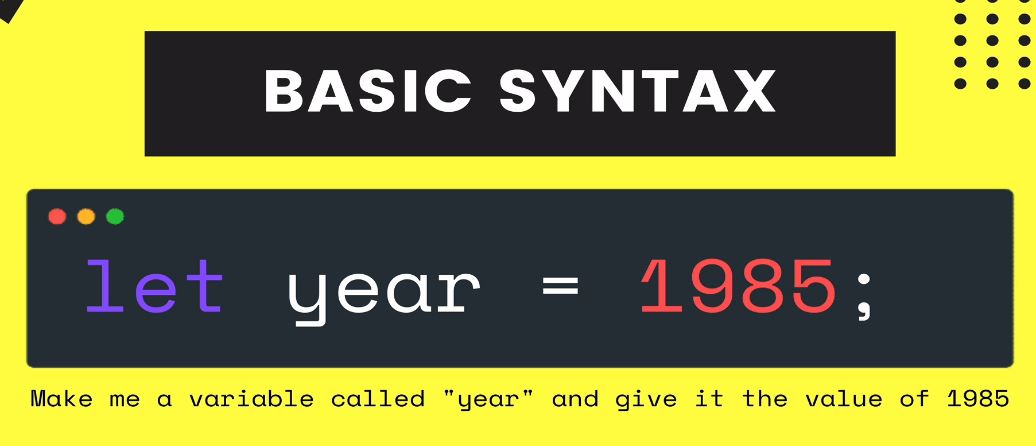 BASIC SYNTAX
let year = 1985;
Make me a variable called "year" and give it the value of 1985